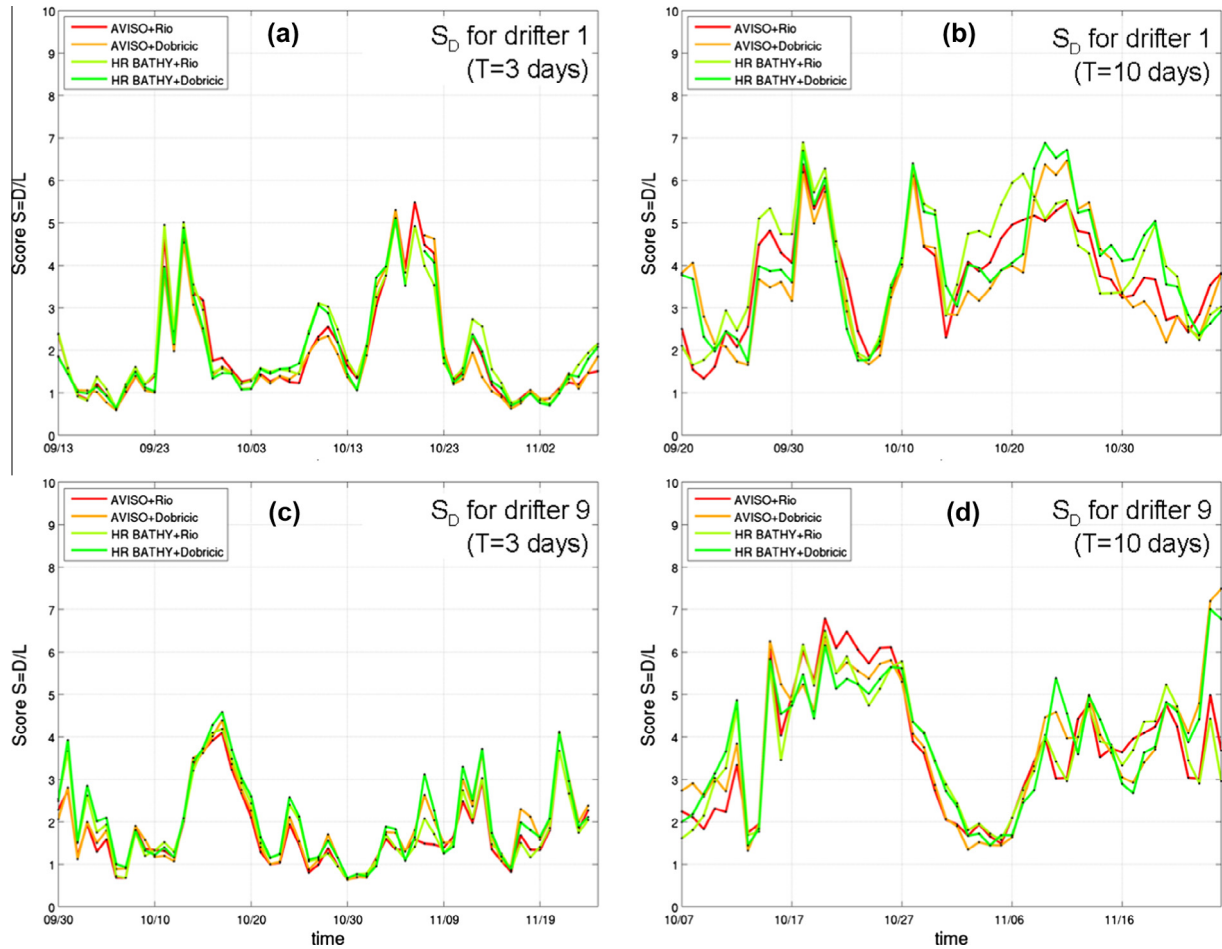 (a)
S_D for drifter 1
(T=3 days)
AVISO+Rio
AVISO+Dobricic
HR BATHY+Rio
HR BATHY+Dobricic
Score S=D/L
10
9
8
7
6
5
4
3
2
1
0
09/13 09/23 10/03 10/13 10/23 11/02
(b)
S_D for drifter 1
(T=10 days)
AVISO+Rio
AVISO+Dobricic
HR BATHY+Rio
HR BATHY+Dobricic
Score S=D/L
10
9
8
7
6
5
4
3
2
1
0
09/20 09/30 10/10 10/20 10/30
(c)
S_D for drifter 9
(T=3 days)
AVISO+Rio
AVISO+Dobricic
HR BATHY+Rio
HR BATHY+Dobricic
Score S=D/L
10
9
8
7
6
5
4
3
2
1
0
09/30 10/10 10/20 10/30 11/09 11/19
time
(d)
S_D for drifter 9
(T=10 days)
AVISO+Rio
AVISO+Dobricic
HR BATHY+Rio
HR BATHY+Dobricic
Score S=D/L
10
9
8
7
6
5
4
3
2
1
0
10/07 10/17 10/27 11/06 11/16
time